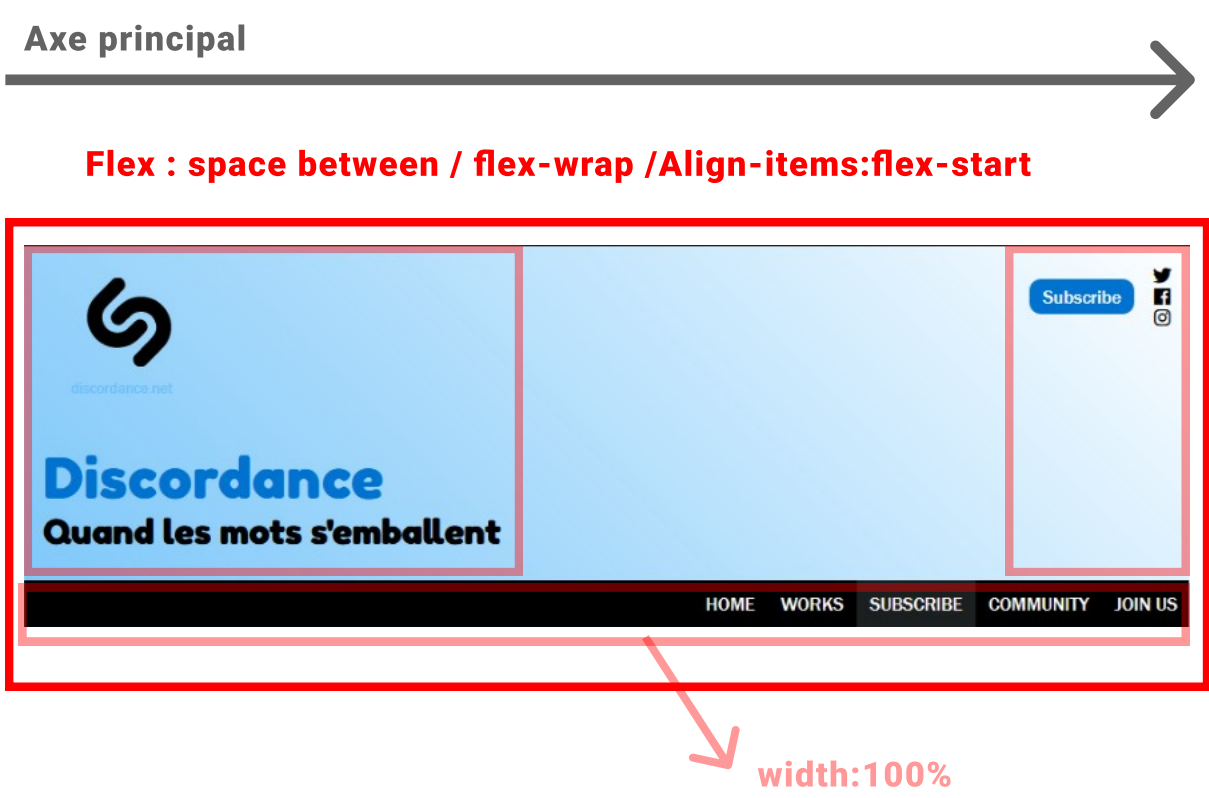 Axe principal
Flex : space between / flex-wrap /Align-items:flex-start
Subscribe
discordance.net
Discordance
Quand les mots s'emballent
HOME WORKS SUBSCRIBE COMMUNITY JOIN US
width:100%